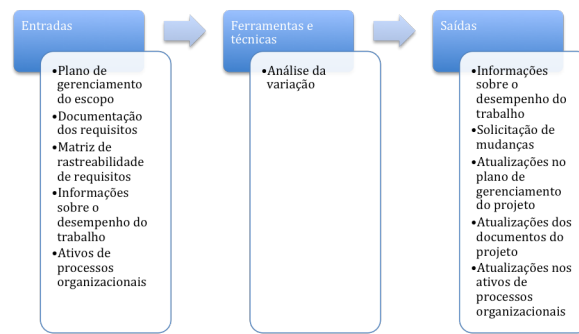 Entradas
•Plano de
gerenciamento
do escopo
•Documentação
dos requisitos
•Matriz de
rastreabilidade
de requisitos
•Informações
sobre o
desempenho do
trabalho
•Ativos de
processos
organizacionais
Ferramentas e
técnicas
•Análise da
variação
Saídas
•Informações
sobre o
desempenho do
trabalho
•Solicitação de
mudanças
•Atualizações no
plano de
gerenciamento
do projeto
•Atualizações dos
documentos do
projeto
•Atualizações nos
ativos de
processos
organizacionais